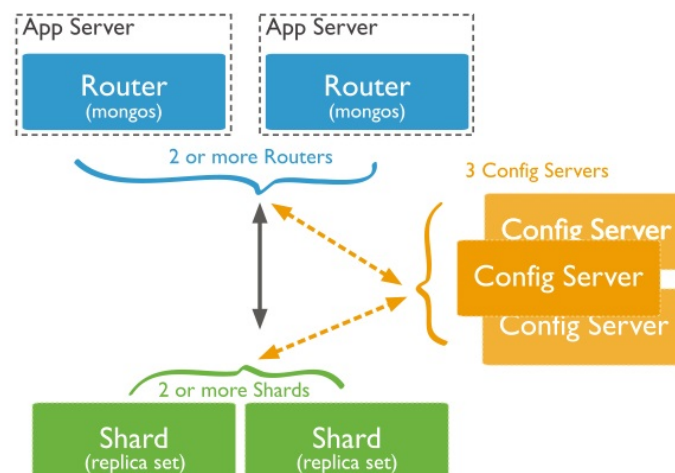 App Server
App Server
Router
(mongos)
Router
(mongos)
2 or more Routers
3 Config Servers
Config Server
Config Server
Config Server
2 or more Shards
Shard
(replica set)
Shard
(replica set)